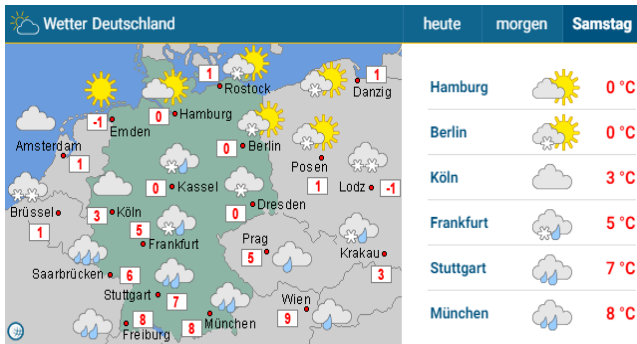 Wetter Deutschland
heute
morgen
Samstag
1
Rostock
1
Danzig
0
Hamburg
-1
Emden
Amsterdam
1
0
Berlin
Posen
1
0
Kassel
Lodz
-1
Brüssel
1
3
Köln
0
Dresden
5
Frankfurt
Prag
5
Krakau
3
Saarbrücken
6
Stuttgart
7
Wien
9
8
Freiburg
8
München
Hamburg 0 °C
Berlin 0 °C
Köln 3 °C
Frankfurt 5 °C
Stuttgart 7 °C
München 8 °C